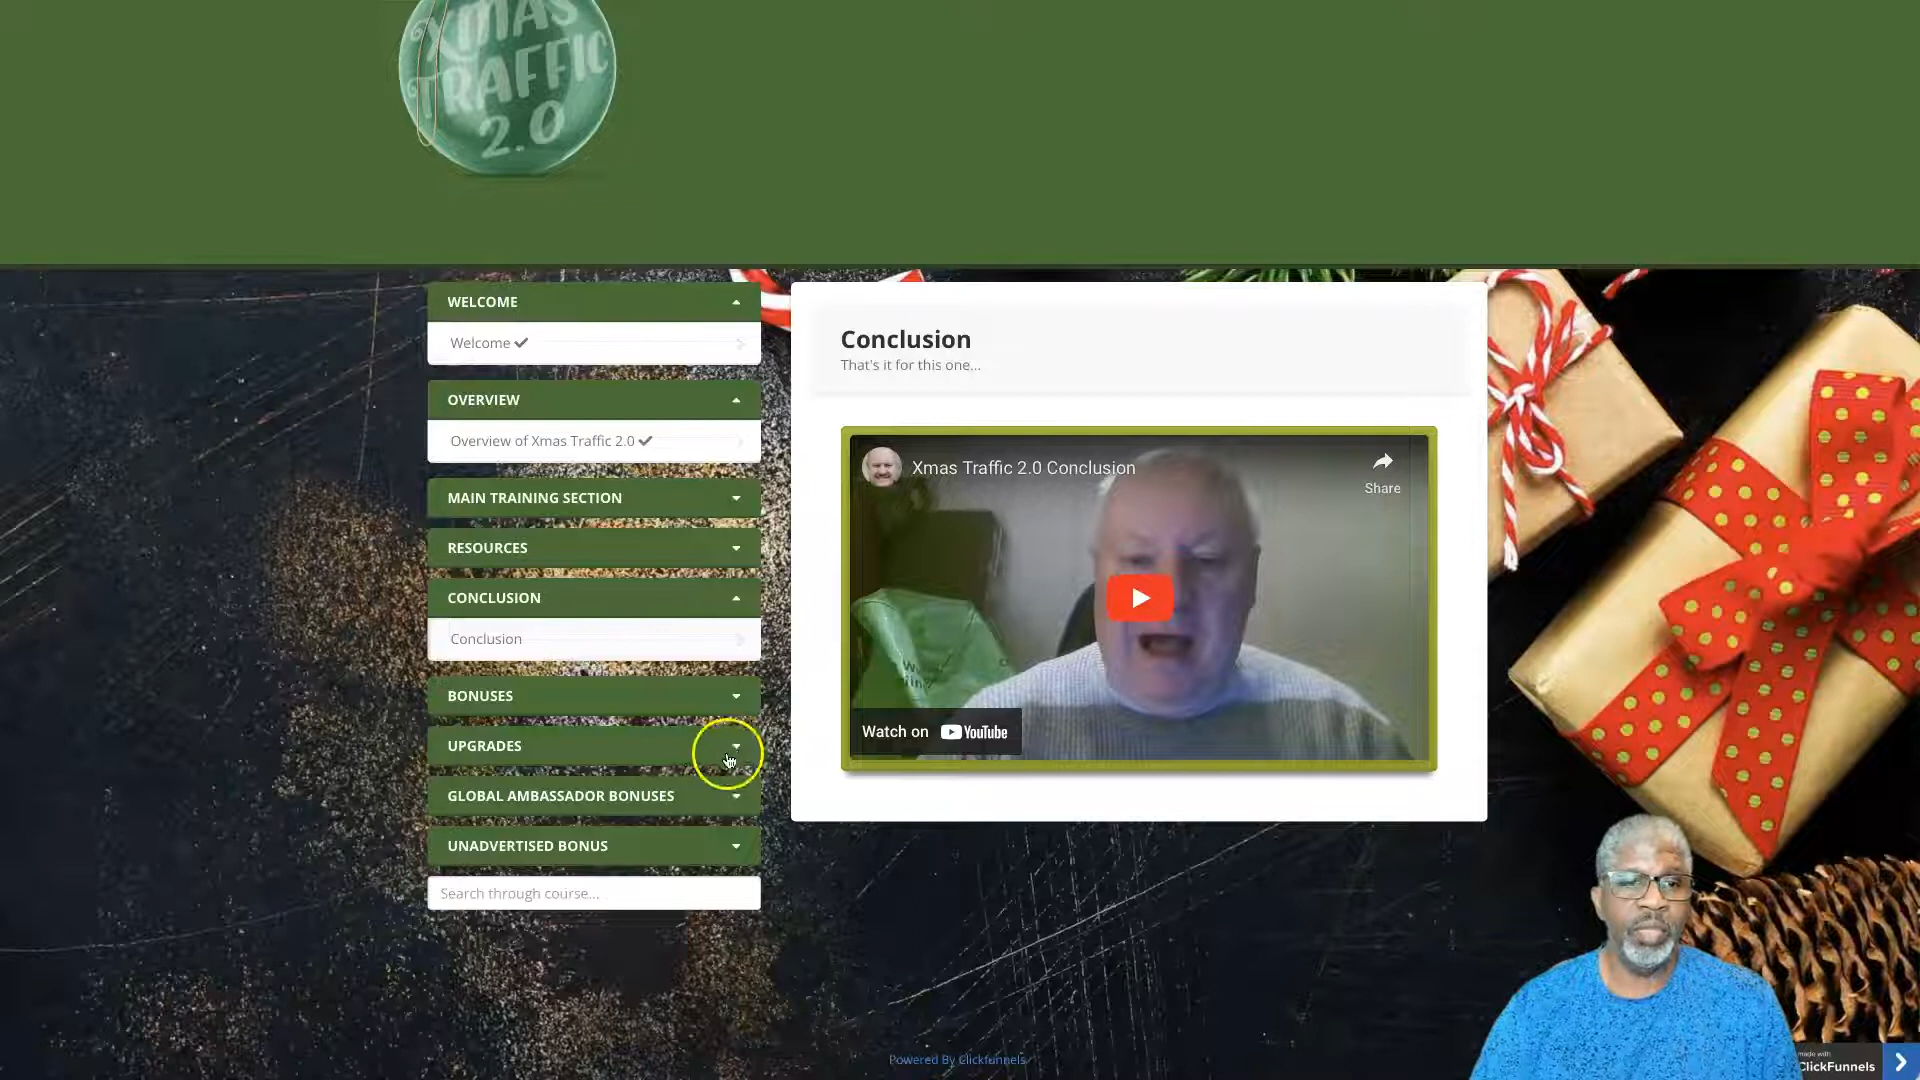 XMAS
TRAFFIC
2.0
WELCOME
Welcome
OVERVIEW
Overview of Xmas Traffic 2.0
MAIN TRAINING SECTION
RESOURCES
CONCLUSION
Conclusion
BONUSES
UPGRADES
GLOBAL AMBASSADOR BONUSES
UNADVERTISED BONUS
Search through course...
Conclusion
That's it for this one...
Xmas Traffic 2.0 Conclusion
Share
Watch on YouTube
Powered By Clickfunnels
made with
ClickFunnels